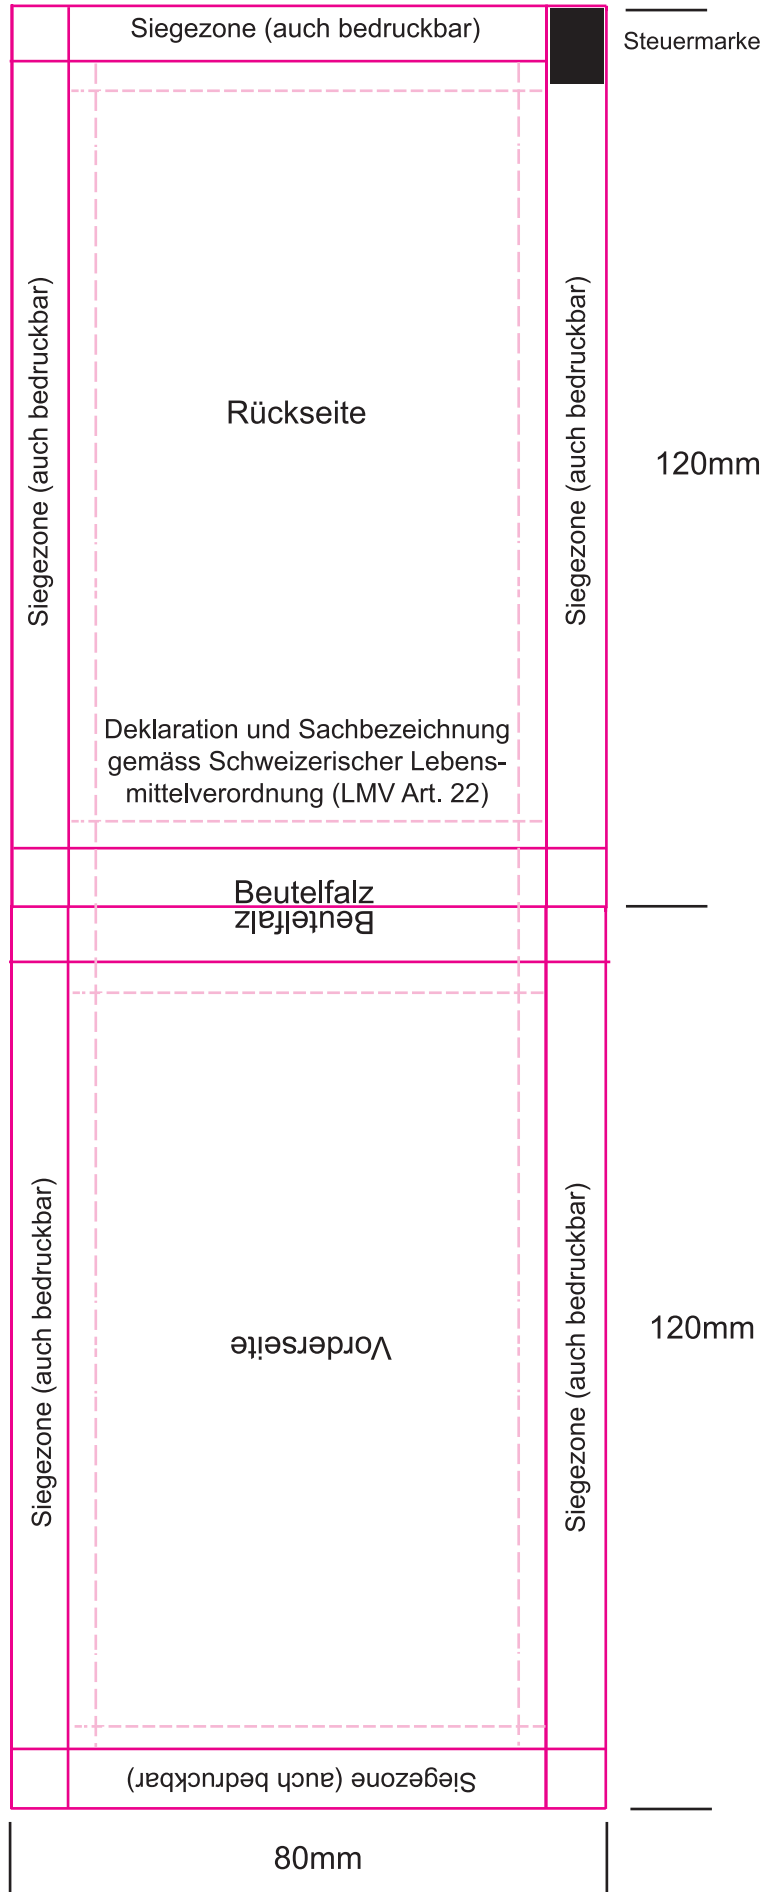 Siegezone (auch bedruckbar)
Steuermarke
Siegezone (auch bedruckbar)
Siegezone (auch bedruckbar)
Rückseite
120mm
Deklaration und Sachbezeichnung
gemäss Schweizerischer Lebens-
mittelverordnung (LMV Art. 22)
Beutelfalz
Beutelfalz
Siegezone (auch bedruckbar)
Siegezone (auch bedruckbar)
Vorderseite
120mm
Siegezone (auch bedruckbar)
80mm